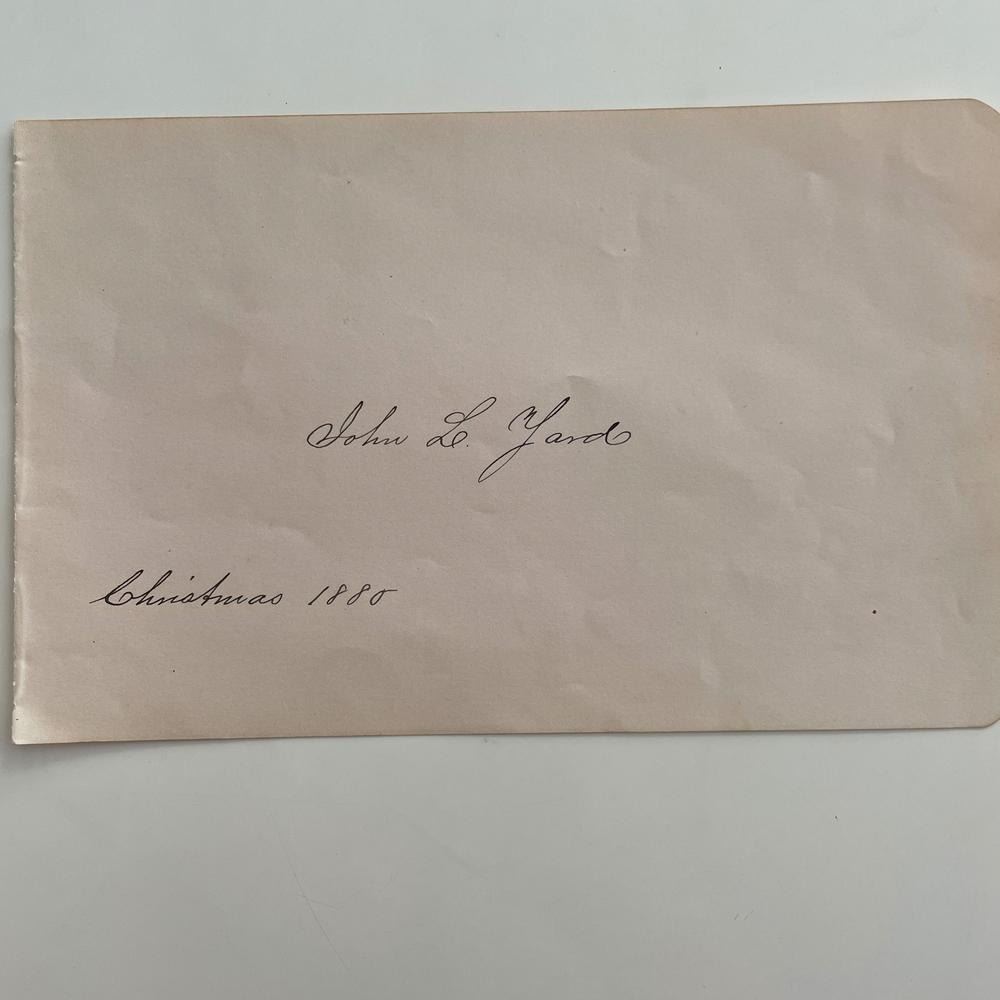 John L. Yard
Christmas 1880